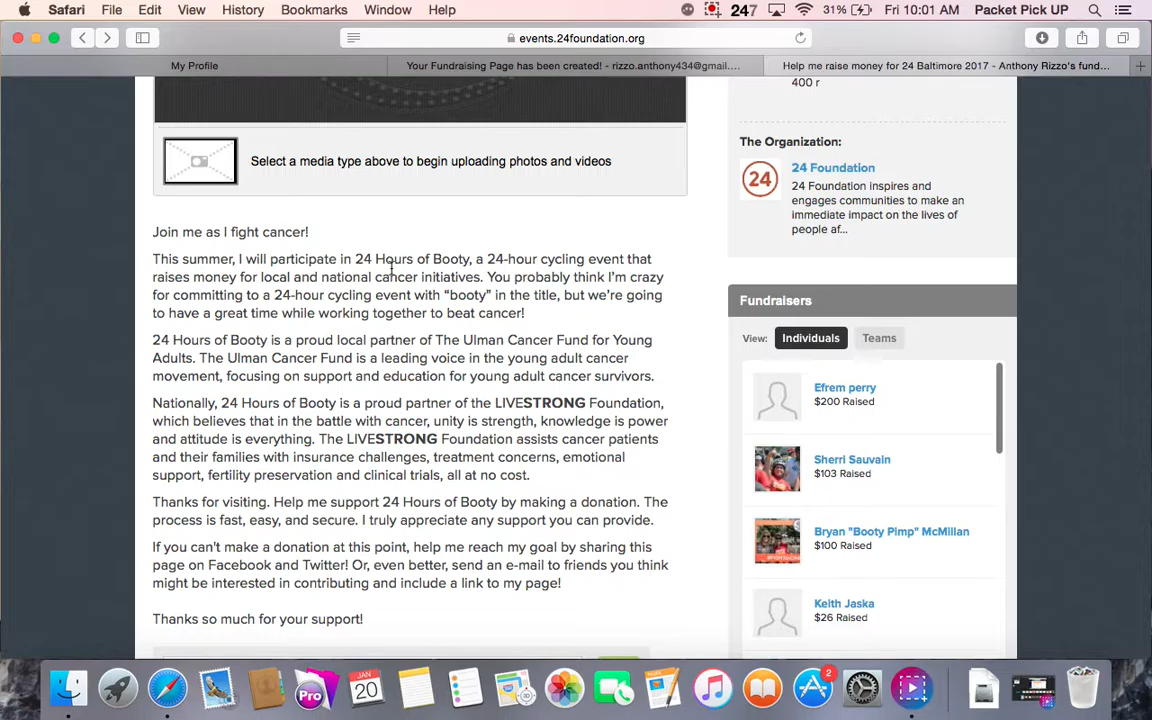 Safari File Edit View History Bookmarks Window Help 247 31% Fri 10:01 AM Packet Pick UP
events.24foundation.org
My Profile
Your Fundraising Page has been created! - rizzo.anthony434@gmail....
Help me raise money for 24 Baltimore 2017 - Anthony Rizzo's fund...
Select a media type above to begin uploading photos and videos
Join me as I fight cancer!
This summer, I will participate in 24 Hours of Booty, a 24-hour cycling event that
raises money for local and national cancer initiatives. You probably think I'm crazy
for committing to a 24-hour cycling event with “booty” in the title, but we're going
to have a great time while working together to beat cancer!
24 Hours of Booty is a proud local partner of The Ulman Cancer Fund for Young
Adults. The Ulman Cancer Fund is a leading voice in the young adult cancer
movement, focusing on support and education for young adult cancer survivors.
Nationally, 24 Hours of Booty is a proud partner of the LIVESTRONG Foundation,
which believes that in the battle with cancer, unity is strength, knowledge is power
and attitude is everything. The LIVESTRONG Foundation assists cancer patients
and their families with insurance challenges, treatment concerns, emotional
support, fertility preservation and clinical trials, all at no cost.
Thanks for visiting. Help me support 24 Hours of Booty by making a donation. The
process is fast, easy, and secure. I truly appreciate any support you can provide.
If you can't make a donation at this point, help me reach my goal by sharing this
page on Facebook and Twitter! Or, even better, send an e-mail to friends you think
might be interested in contributing and include a link to my page!
Thanks so much for your support!
400 r
The Organization:
24
24 Foundation
24 Foundation inspires and
engages communities to make an
immediate impact on the lives of
people af...
Fundraisers
View: Individuals Teams
Efrem perry
$200 Raised
Sherri Sauvain
$103 Raised
Bryan "Booty Pimp" McMillan
$100 Raised
Keith Jaska
$26 Raised
Pro
JAN
20
2